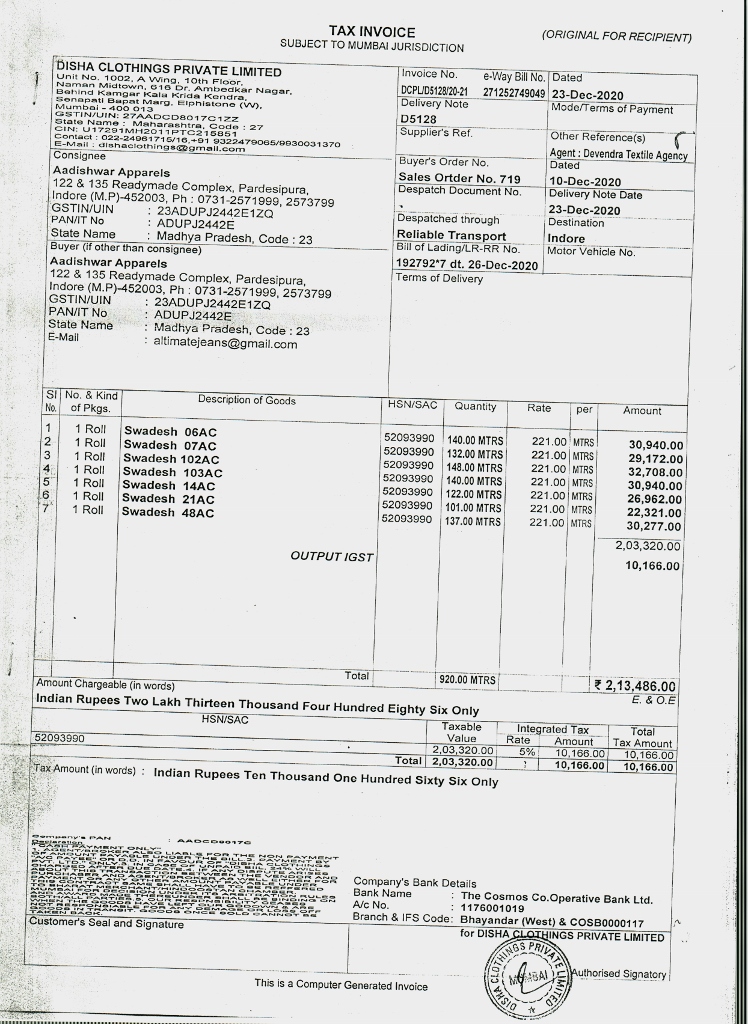 TAX INVOICE
(ORIGINAL FOR RECIPIENT)
SUBJECT TO MUMBAI JURISDICTION
DISHA CLOTHINGS PRIVATE LIMITED
Unit No. 1002, A Wing, 10th Floor,
Naman Midtown, 616 Dr. Ambedkar Nagar,
Behind Kamgar Kala Krida Kendra,
Senapati Bapat Marg, Elphistone (W),
Mumbai - 400 013
GSTIN/UIN: 27AADCD8017C1ZZ
State Name : Maharashtra, Code : 27
CIN: U17291MH2011PTC215851
Contact : 022-24961715/16,+91 9322479065/9930031370
E-Mail : dishaclothings@gmail.com
Invoice No. e-Way Bill No. Dated
DCPL/D5128/20-21 271252749049 23-Dec-2020
Delivery Note Mode/Terms of Payment
D5128
Supplier's Ref. Other Reference(s)
Agent : Devendra Textile Agency
Buyer's Order No. Dated
Sales Ortder No. 719 10-Dec-2020
Despatch Document No. Delivery Note Date
23-Dec-2020
Despatched through Destination
Reliable Transport Indore
Bill of Lading/LR-RR No. Motor Vehicle No.
192792*7 dt. 26-Dec-2020
Terms of Delivery
Consignee
Aadishwar Apparels
122 & 135 Readymade Complex, Pardesipura,
Indore (M.P)-452003, Ph : 0731-2571999, 2573799
GSTIN/UIN : 23ADUPJ2442E1ZQ
PAN/IT No : ADUPJ2442E
State Name : Madhya Pradesh, Code : 23
Buyer (if other than consignee)
Aadishwar Apparels
122 & 135 Readymade Complex, Pardesipura,
Indore (M.P)-452003, Ph : 0731-2571999, 2573799
GSTIN/UIN : 23ADUPJ2442E1ZQ
PAN/IT No : ADUPJ2442E
State Name : Madhya Pradesh, Code : 23
E-Mail : altimatejeans@gmail.com
Sl No. No. & Kind of Pkgs. Description of Goods HSN/SAC Quantity Rate per Amount
1 1 Roll Swadesh 06AC 52093990 140.00 MTRS 221.00 MTRS 30,940.00
2 1 Roll Swadesh 07AC 52093990 132.00 MTRS 221.00 MTRS 29,172.00
3 1 Roll Swadesh 102AC 52093990 148.00 MTRS 221.00 MTRS 32,708.00
4 1 Roll Swadesh 103AC 52093990 140.00 MTRS 221.00 MTRS 30,940.00
5 1 Roll Swadesh 14AC 52093990 122.00 MTRS 221.00 MTRS 26,962.00
6 1 Roll Swadesh 21AC 52093990 101.00 MTRS 221.00 MTRS 22,321.00
7 1 Roll Swadesh 48AC 52093990 137.00 MTRS 221.00 MTRS 30,277.00
2,03,320.00
OUTPUT IGST 10,166.00
Total 920.00 MTRS ₹ 2,13,486.00
Amount Chargeable (in words) E. & O.E
Indian Rupees Two Lakh Thirteen Thousand Four Hundred Eighty Six Only
HSN/SAC Taxable Value Integrated Tax Rate Amount Total Tax Amount
52093990 2,03,320.00 5% 10,166.00 10,166.00
Total 2,03,320.00 10,166.00 10,166.00
Tax Amount (in words) : Indian Rupees Ten Thousand One Hundred Sixty Six Only
Company's PAN : AADCD8017C
Declaration
Company's Bank Details
Bank Name : The Cosmos Co.Operative Bank Ltd.
A/c No. : 1176001019
Branch & IFS Code: Bhayandar (West) & COSB0000117
Customer's Seal and Signature
for DISHA CLOTHINGS PRIVATE LIMITED
DISHA CLOTHINGS PRIVATE LIMITED
MUMBAI
Authorised Signatory
This is a Computer Generated Invoice